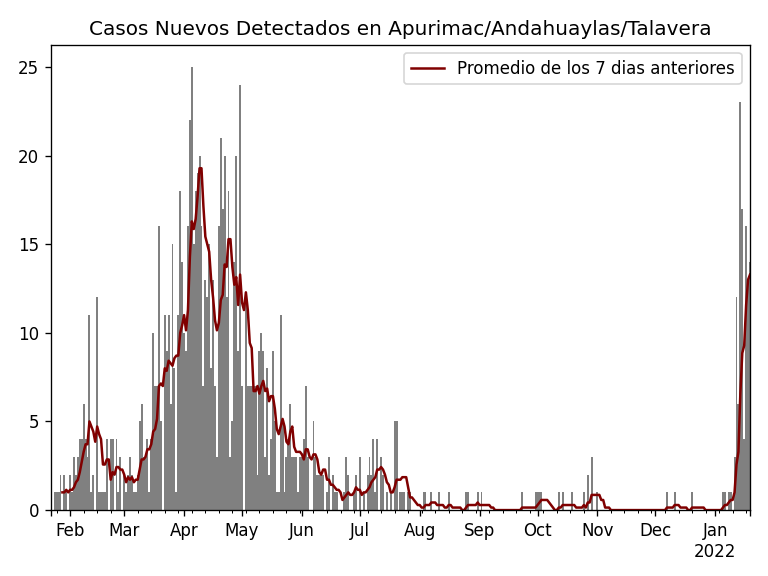 Casos Nuevos Detectados en Apurimac/Andahuaylas/Talavera
Promedio de los 7 dias anteriores
25
20
15
10
5
0
Feb Mar Apr May Jun Jul Aug Sep Oct Nov Dec Jan
2022